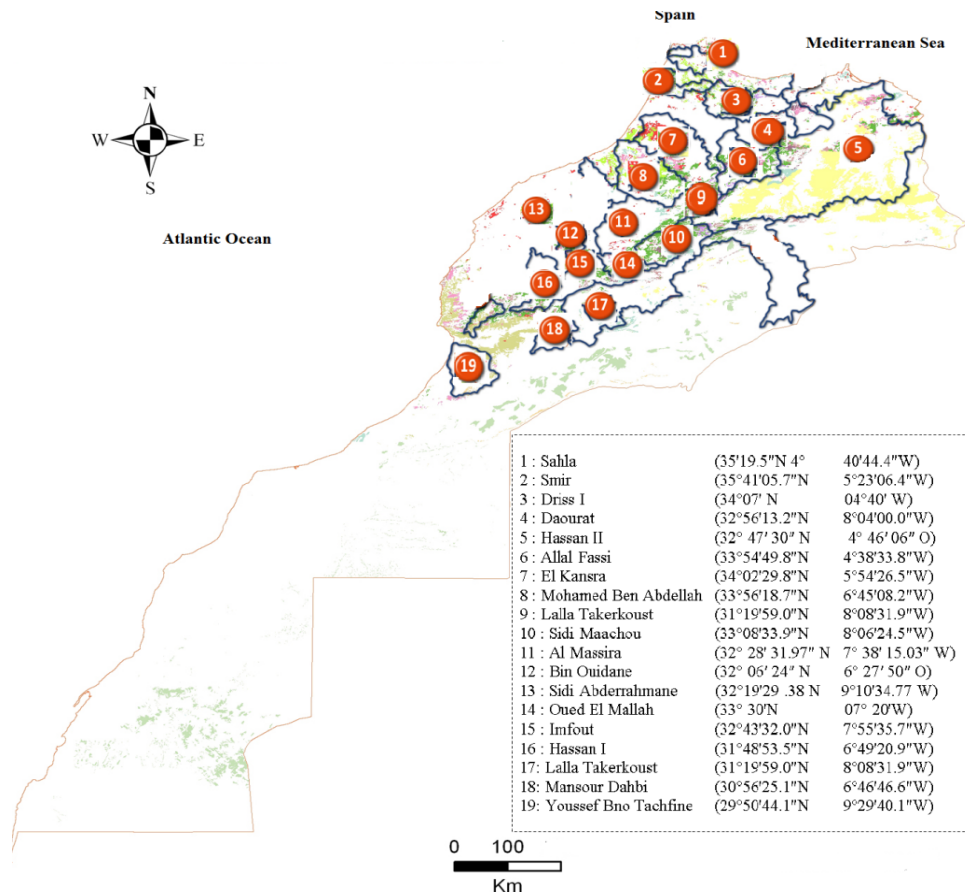 Spain
Mediterranean Sea
N
W E
S
Atlantic Ocean
1
2
3
4
5
6
7
8
9
10
11
12
13
14
15
16
17
18
19
1 : Sahla (35'19.5"N 4° 40'44.4"W)
2 : Smir (35°41'05.7"N 5°23'06.4"W)
3 : Driss I (34°07' N 04°40' W)
4 : Daourat (32°56'13.2"N 8°04'00.0"W)
5 : Hassan II (32° 47' 30" N 4° 46' 06" O)
6 : Allal Fassi (33°54'49.8"N 4°38'33.8"W)
7 : El Kansra (34°02'29.8"N 5°54'26.5"W)
8 : Mohamed Ben Abdellah (33°56'18.7"N 6°45'08.2"W)
9 : Lalla Takerkoust (31°19'59.0"N 8°08'31.9"W)
10 : Sidi Maachou (33°08'33.9"N 8°06'24.5"W)
11 : Al Massira (32° 28' 31.97" N 7° 38' 15.03" W)
12 : Bin Ouidane (32° 06' 24" N 6° 27' 50" O)
13 : Sidi Abderrahmane (32°19'29 .38 N 9°10'34.77 W)
14 : Oued El Mallah (33° 30'N 07° 20'W)
15 : Imfout (32°43'32.0"N 7°55'35.7"W)
16 : Hassan I (31°48'53.5"N 6°49'20.9"W)
17: Lalla Takerkoust (31°19'59.0"N 8°08'31.9"W)
18: Mansour Dahbi (30°56'25.1"N 6°46'46.6"W)
19: Youssef Bno Tachfine (29°50'44.1"N 9°29'40.1"W)
0 100
Km